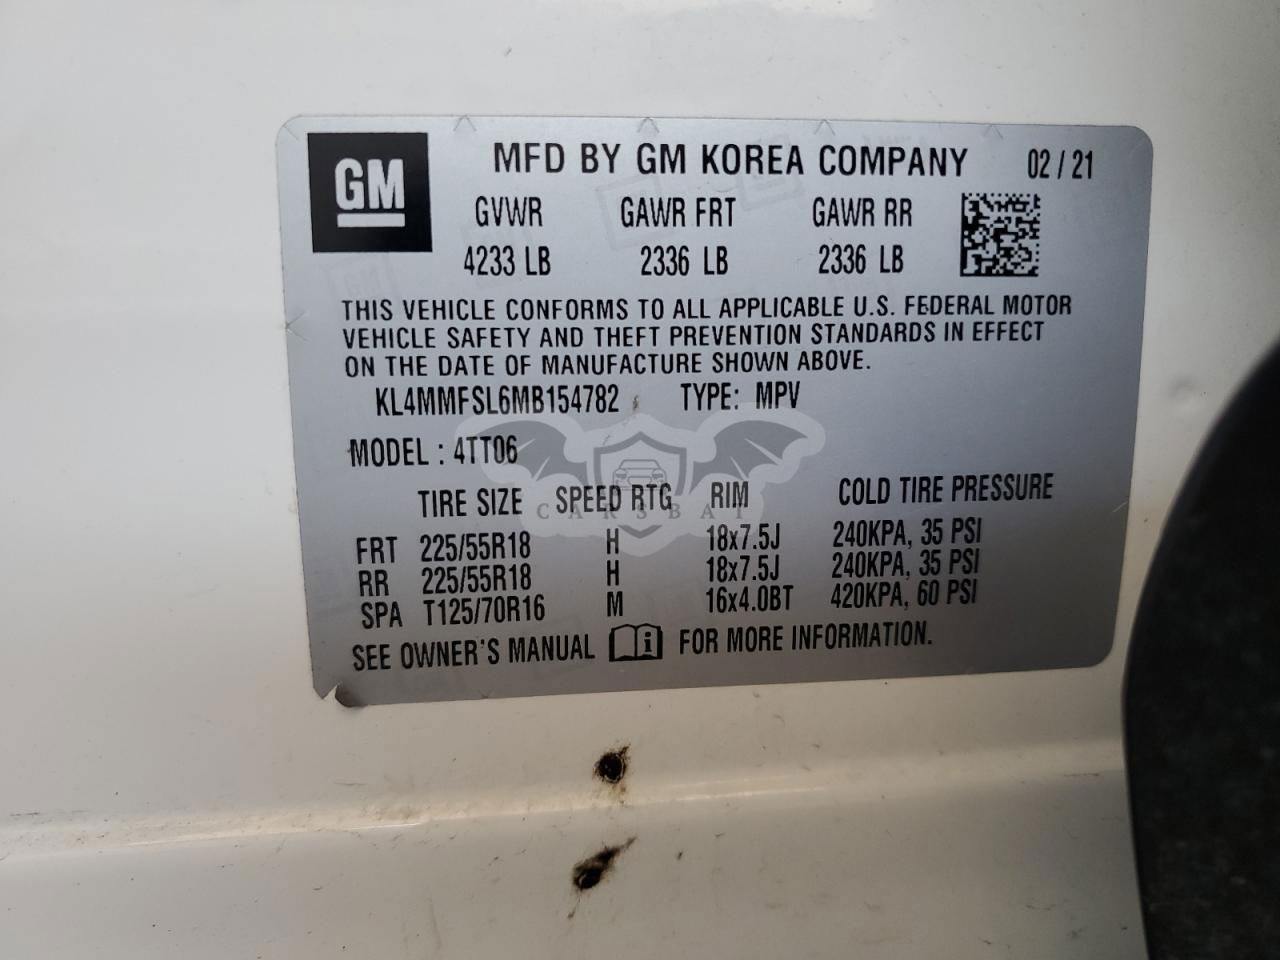 GM
MFD BY GM KOREA COMPANY 02 / 21
GVWR GAWR FRT GAWR RR
4233 LB 2336 LB 2336 LB
THIS VEHICLE CONFORMS TO ALL APPLICABLE U.S. FEDERAL MOTOR
VEHICLE SAFETY AND THEFT PREVENTION STANDARDS IN EFFECT
ON THE DATE OF MANUFACTURE SHOWN ABOVE.
KL4MMFSL6MB154782 TYPE: MPV
MODEL : 4TT06
TIRE SIZE SPEED RTG RIM COLD TIRE PRESSURE
CARSBAT
FRT 225/55R18 H 18x7.5J 240KPA, 35 PSI
RR 225/55R18 H 18x7.5J 240KPA, 35 PSI
SPA T125/70R16 M 16x4.0BT 420KPA, 60 PSI
SEE OWNER'S MANUAL i FOR MORE INFORMATION.